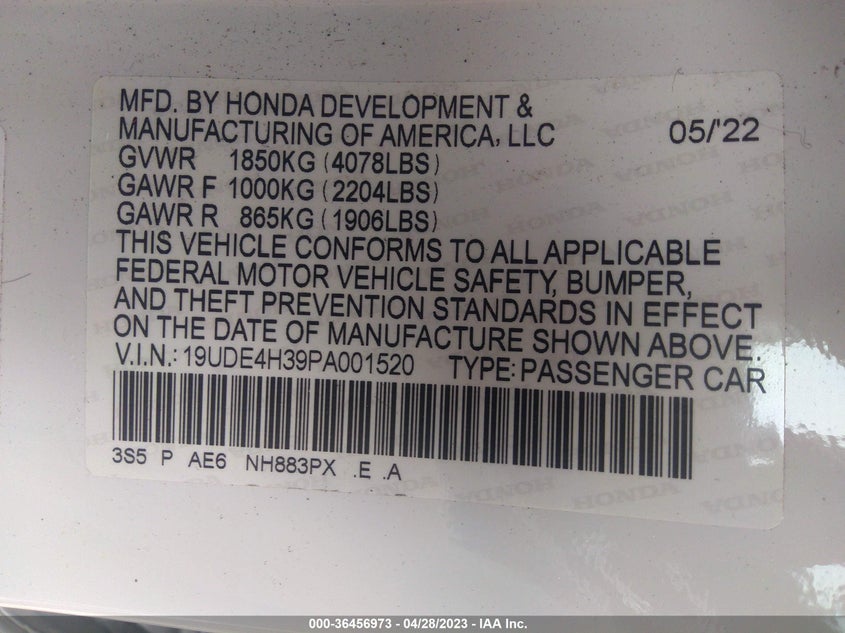 MFD. BY HONDA DEVELOPMENT &
MANUFACTURING OF AMERICA, LLC 05/'22
GVWR 1850KG (4078LBS)
GAWR F 1000KG (2204LBS)
GAWR R 865KG (1906LBS)
THIS VEHICLE CONFORMS TO ALL APPLICABLE
FEDERAL MOTOR VEHICLE SAFETY, BUMPER,
AND THEFT PREVENTION STANDARDS IN EFFECT
ON THE DATE OF MANUFACTURE SHOWN ABOVE.
V.I.N.: 19UDE4H39PA001520 TYPE: PASSENGER CAR
3S5 P AE6 NH883PX .E .A
HONDA HONDA HONDA
000-36456973 - 04/28/2023 - IAA Inc.